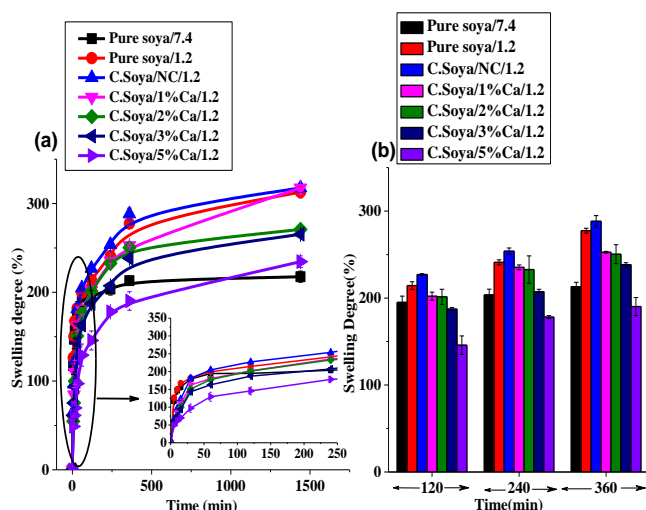 Pure soya/7.4
Pure soya/1.2
C.Soya/NC/1.2
C.Soya/1%Ca/1.2
C.Soya/2%Ca/1.2
C.Soya/3%Ca/1.2
C.Soya/5%Ca/1.2
(a)
Swelling degree (%)
300
200
100
0
0 500 1000 1500
Time (min)
350
300
250
200
150
100
50
0
0 50 100 150 200 250
Pure soya/7.4
Pure soya/1.2
C.Soya/NC/1.2
C.Soya/1%Ca/1.2
C.Soya/2%Ca/1.2
C.Soya/3%Ca/1.2
C.Soya/5%Ca/1.2
(b)
Swelling Degree(%)
300
200
100
0
120 240 360
Time(min)